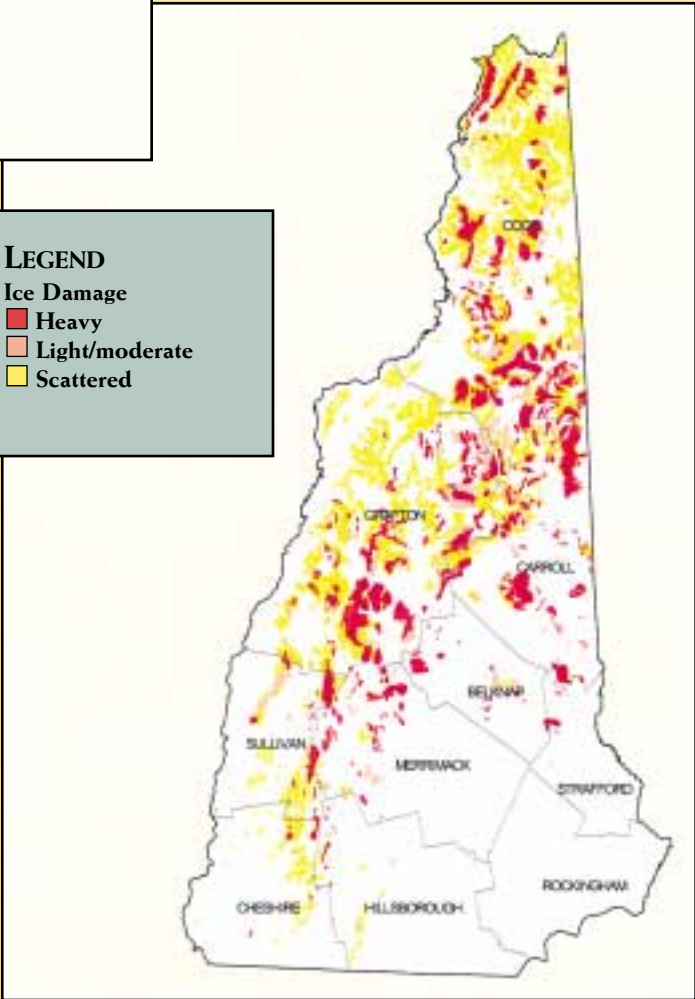 LEGEND
Ice Damage
Heavy
Light/moderate
Scattered
COOS
GRAFTON
CARROLL
BELKNAP
SULLIVAN
MERRIMACK
STRAFFORD
ROCKINGHAM
CHESHIRE
HILLSBOROUGH